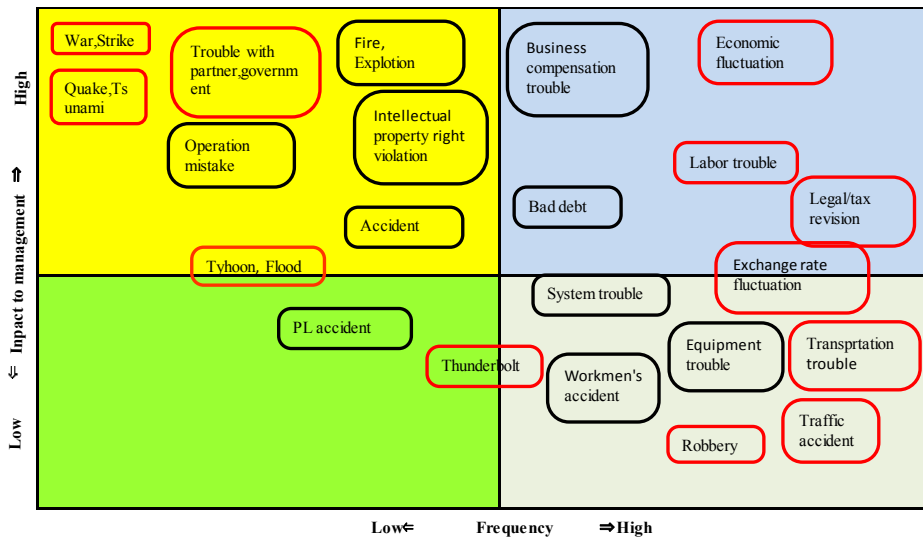 War,Strike
Quake,Ts
unami
Trouble with
partner,governm
ent
Fire,
Explotion
Operation
mistake
Intellectual
property right
violation
Accident
Tyhoon, Flood
Business
compensation
trouble
Economic
fluctuation
Labor trouble
Bad debt
Legal/tax
revision
Exchange rate
fluctuation
System trouble
PL accident
Thunderbolt
Workmen's
accident
Equipment
trouble
Transprtation
trouble
Robbery
Traffic
accident
Low ⇐ Inpact to management ⇒ High
Low⇐ Frequency ⇒High